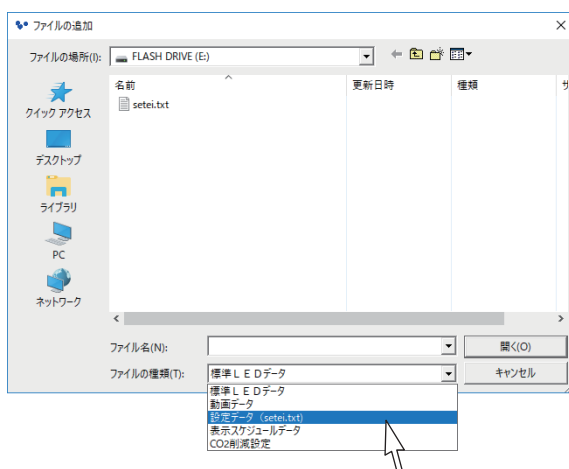 ファイルの追加
ファイルの場所(I):
FLASH DRIVE (E:)
名前
更新日時
種類
サ
setei.txt
クイック アクセス
デスクトップ
ライブラリ
PC
ネットワーク
ファイル名(N):
開く(O)
ファイルの種類(T):
標準ＬＥＤデータ
キャンセル
標準ＬＥＤデータ
動画データ
設定データ（setei.txt)
表示スケジュールデータ
CO2削減設定